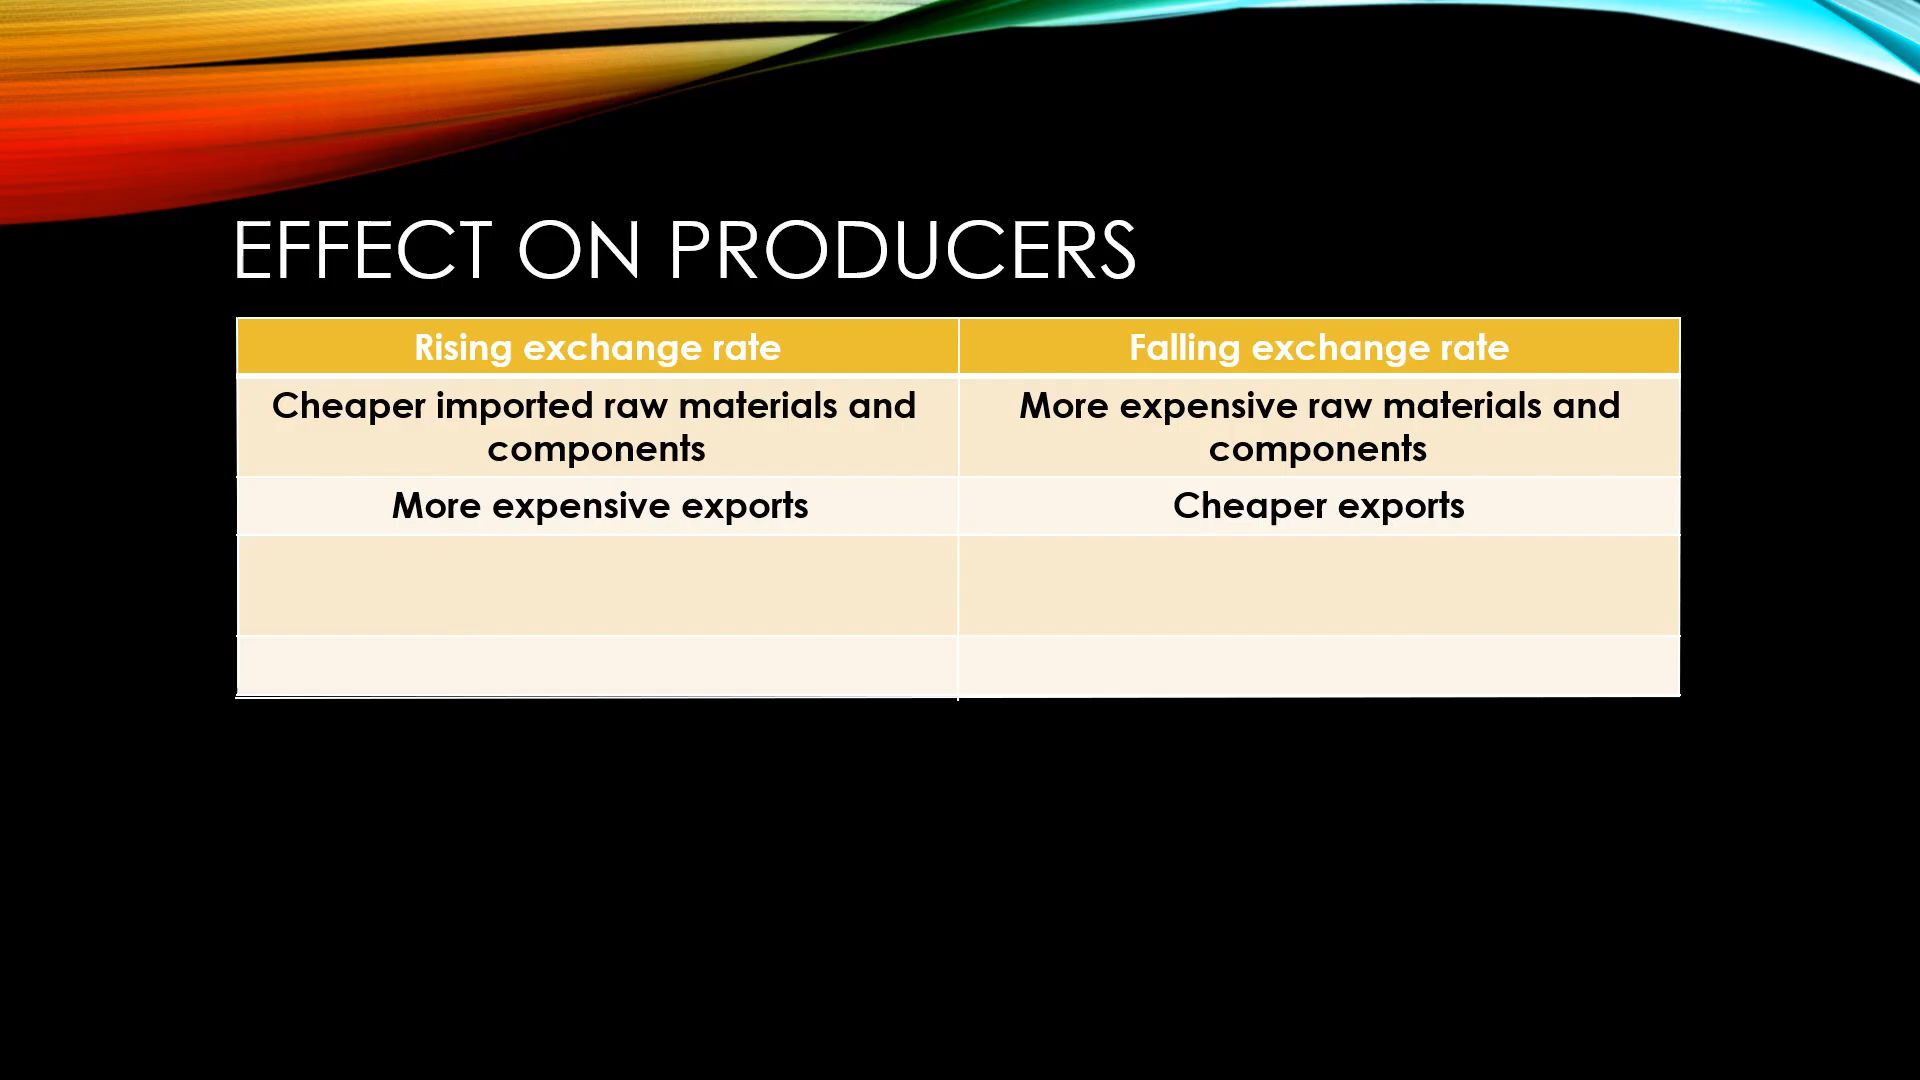 EFFECT ON PRODUCERS
Rising exchange rate
Falling exchange rate
Cheaper imported raw materials and
components
More expensive raw materials and
components
More expensive exports
Cheaper exports